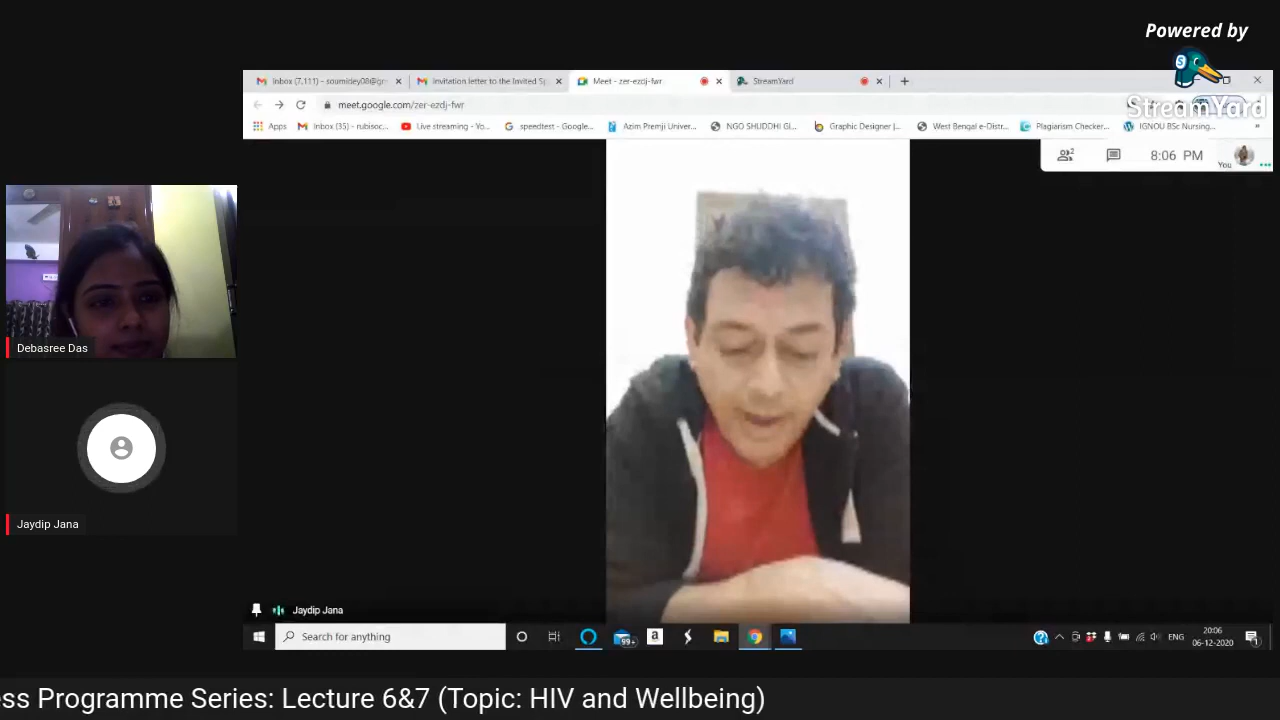 Powered by
StreamYard
Inbox (7,111) - soumidey08@gr
Invitation letter to the Invited Sp
Meet - zer-ezdj-fwr
StreamYard
meet.google.com/zer-ezdj-fwr
Apps
Inbox (35) - rubisoc...
Live streaming - Yo...
speedtest - Google...
Azim Premji Univer...
NGO SHUDDHI Gi...
Graphic Designer |...
West Bengal e-Distr...
Plagiarism Checker...
IGNOU BSc Nursing...
2
8:06 PM
You
Debasree Das
Jaydip Jana
Jaydip Jana
Search for anything
99+
a
ENG
20:06
06-12-2020
ess Programme Series: Lecture 6&7 (Topic: HIV and Wellbeing)